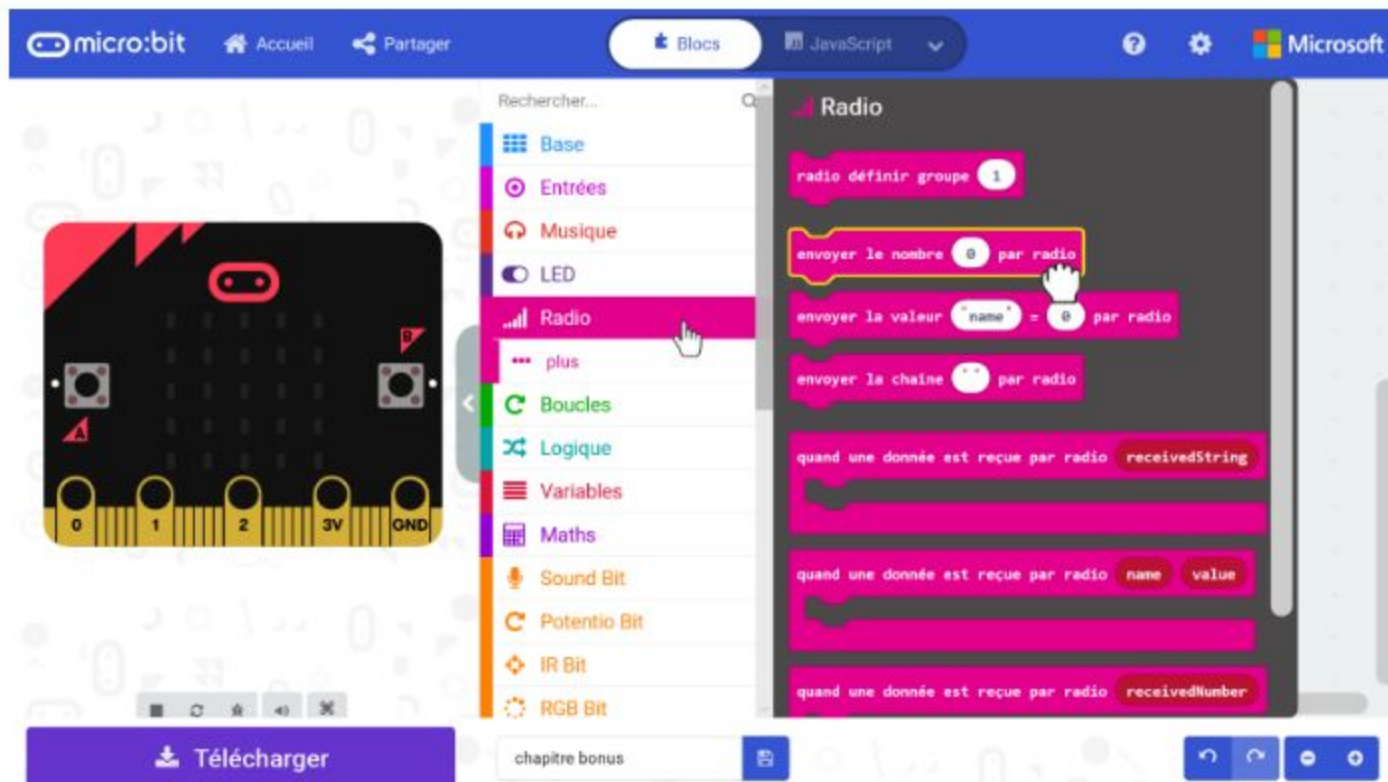 micro:bit Accueil Partager Blocs JavaScript Microsoft
Rechercher...
Base
Entrées
Musique
LED
Radio
plus
Boucles
Logique
Variables
Maths
Sound Bit
Potentio Bit
IR Bit
RGB Bit
Radio
radio définir groupe 1
envoyer le nombre 0 par radio
envoyer la valeur "name" = 0 par radio
envoyer la chaîne " " par radio
quand une donnée est reçue par radio receivedString
quand une donnée est reçue par radio name value
quand une donnée est reçue par radio receivedNumber
B
A
0 1 2 3V GND
Télécharger
chapitre bonus